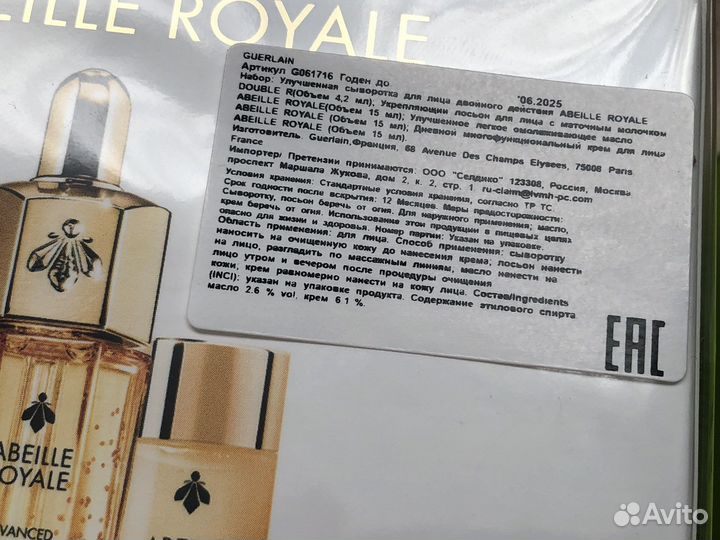 EILLE ROYALE
GUERLAIN
Артикул G061716 Годен до '06.2025
Набор: Улучшенная сыворотка для лица двойного действия ABEILLE ROYALE
DOUBLE R(Объем 4,2 мл), Укрепляющий лосьон для лица с маточным молочком
ABEILLE ROYALE(Объем 15 мл); Улучшенное легкое омолаживающее масло
ABEILLE ROYALE (Объем 15 мл), Дневной многофункциональный крем для лица
ABEILLE ROYALE (Объем 15 мл).
Изготовитель: Guerlain,Франция, 68 Avenue Des Champs Elysees, 75008 Paris
France
Импортер/ Претензии принимаются: ООО "Селдико" 123308, Россия, Москва
проспект Маршала Жукова, дом 2, к. 2, стр. 1 ru-claim@lvmh-pc.com
Условия хранения: Стандартные условия хранения, согласно ТР ТС.
Срок годности после вскрытия: 12 Месяцев Меры предосторожности:
Сыворотку, лосьон беречь от огня. Для наружного применения; масло,
крем беречь от огня. Использование этой продукции в пищевых целях
опасно для жизни и здоровья. Номер партии: Указан на упаковке.
Область применения: для лица. Способ применения: сыворотку
наносить на очищенную кожу до нанесения крема; лосьон нанести
на лицо, разгладить по массажным линиям, масло нанести на
лицо утром и вечером после процедуры очищения
кожи, крем равномерно нанести на кожу лица. Состав/Ingredients
(INCI): указан на упаковке продукта. Содержание этилового спирта
масло 2.6 % vol, крем 6.1 %.
EAC
ABEILLE
ROYALE
Avito